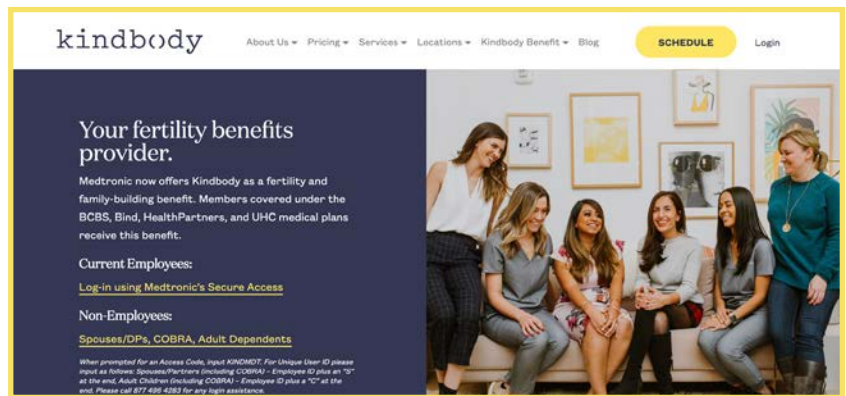 kindbody
About Us Pricing Services Locations Kindbody Benefit Blog SCHEDULE Login
Your fertility benefits
provider.
Medtronic now offers Kindbody as a fertility and
family-building benefit. Members covered under the
BCBS, Bind, HealthPartners, and UHC medical plans
receive this benefit.
Current Employees:
Log-in using Medtronic's Secure Access
Non-Employees:
Spouses/DPs, COBRA, Adult Dependents
When prompted for an Access Code, input KINDMDT. For Unique User ID please
input as follows: Spouses/Partners (including COBRA) – Employee ID plus an "S"
at the end, Adult Children (including COBRA) – Employee ID plus a "C" at the
end. Please call 877 495 4283 for any login assistance.